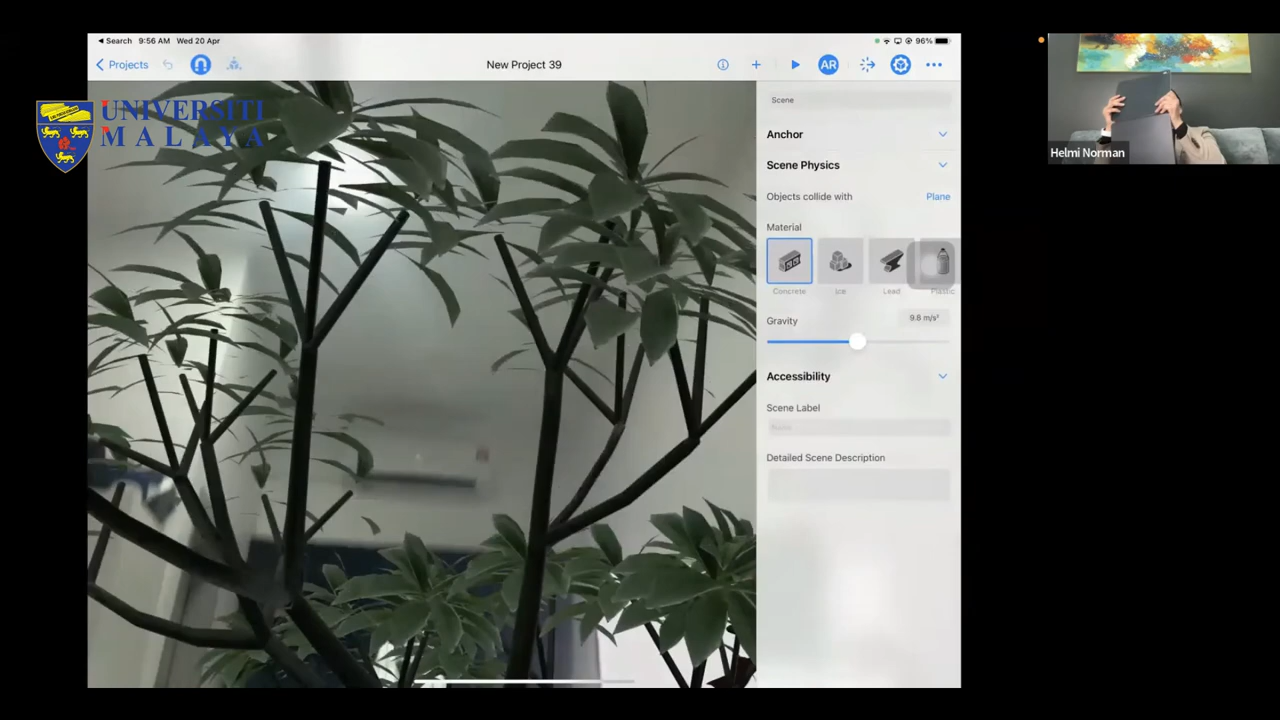 Search 9:56 AM Wed 20 Apr
96%
Projects
New Project 39
AR
UNIVERSITI
MALAYA
Scene
Anchor
Scene Physics
Objects collide with Plane
Material
Concrete Ice Lead Plastic
Gravity 9.8 m/s²
Accessibility
Scene Label
Detailed Scene Description
Helmi Norman